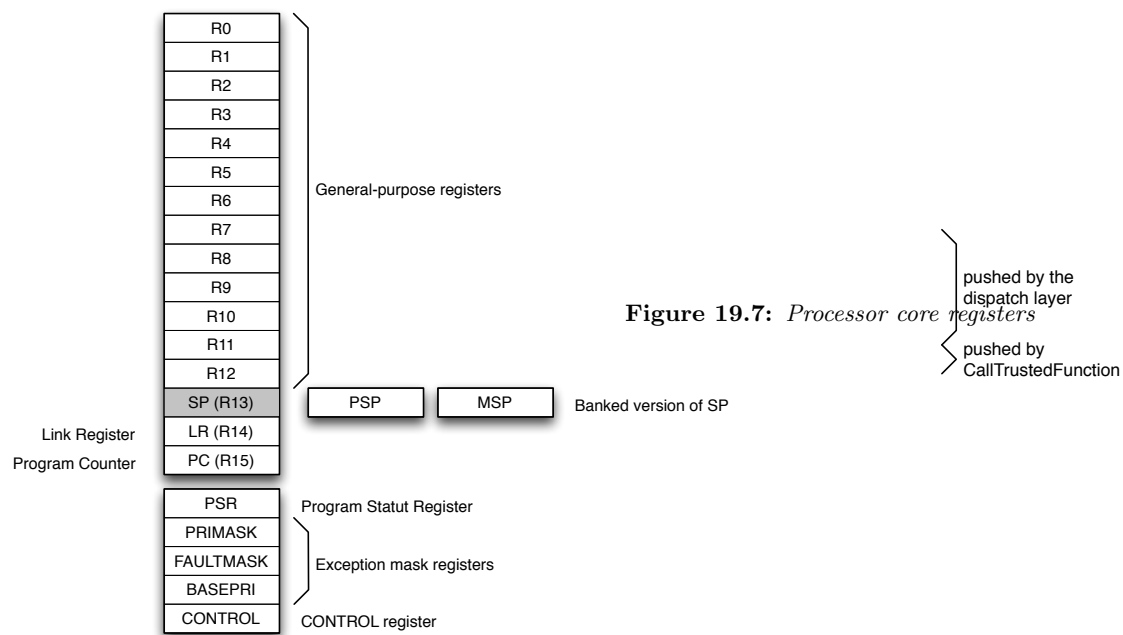 R0
R1
R2
R3
R4
R5
R6
General-purpose registers
R7
R8
R9
R10
R11
R12
pushed by the
dispatch layer
Figure 19.7: Processor core registers
pushed by
CallTrustedFunction
SP (R13) PSP MSP Banked version of SP
Link Register LR (R14)
Program Counter PC (R15)
PSR Program Statut Register
PRIMASK
FAULTMASK Exception mask registers
BASEPRI
CONTROL CONTROL register